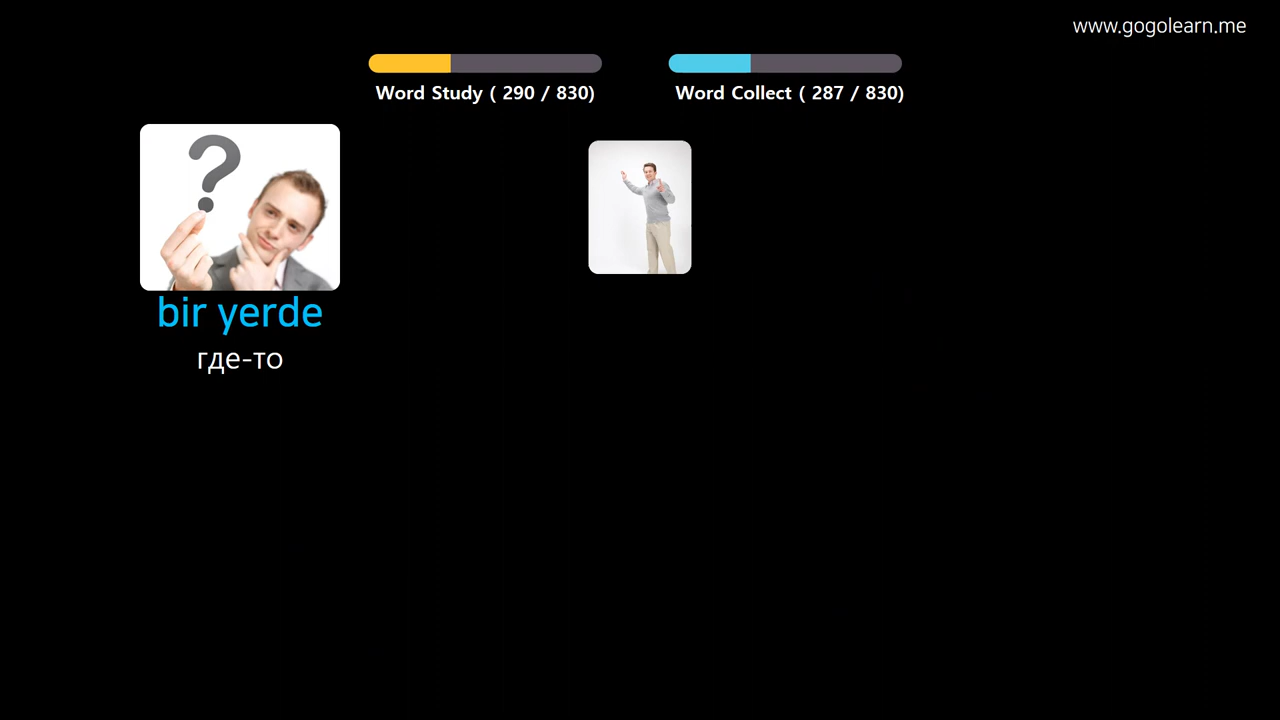 www.gogolearn.me
Word Study ( 290 / 830)
Word Collect ( 287 / 830)
?
bir yerde
где-то